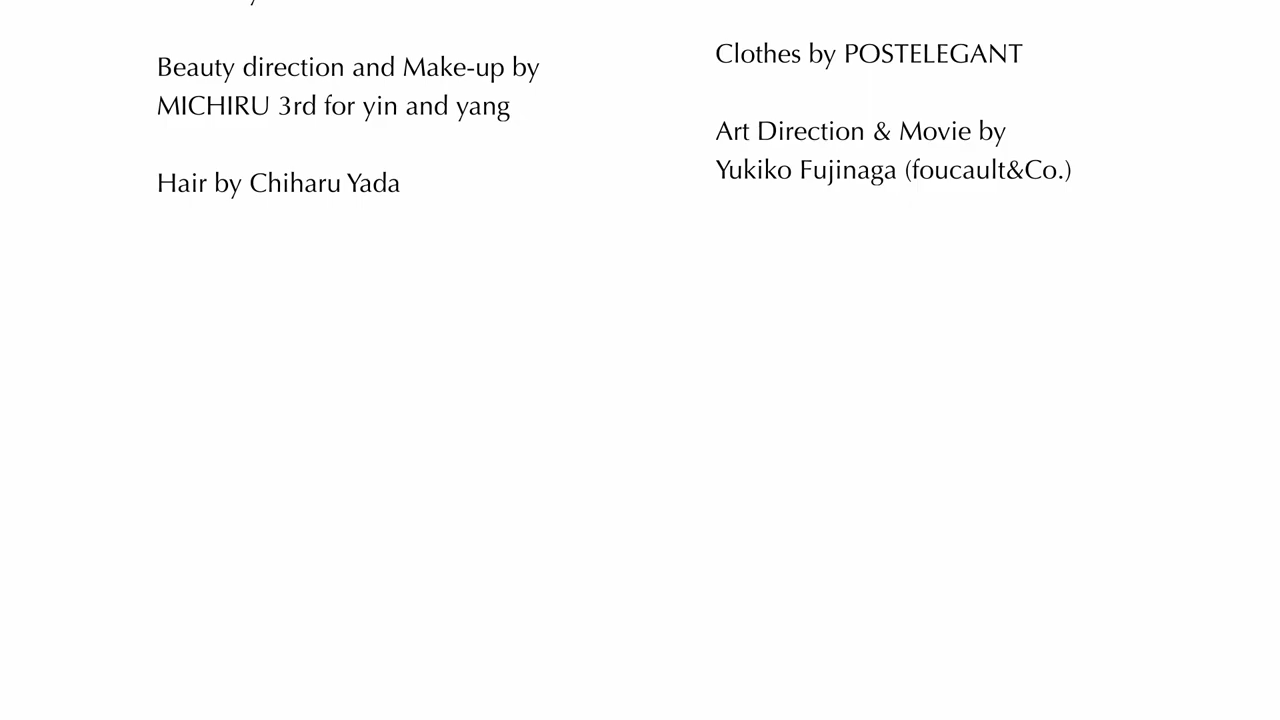 Beauty direction and Make-up by
MICHIRU 3rd for yin and yang
Hair by Chiharu Yada
Clothes by POSTELEGANT
Art Direction & Movie by
Yukiko Fujinaga (foucault&Co.)